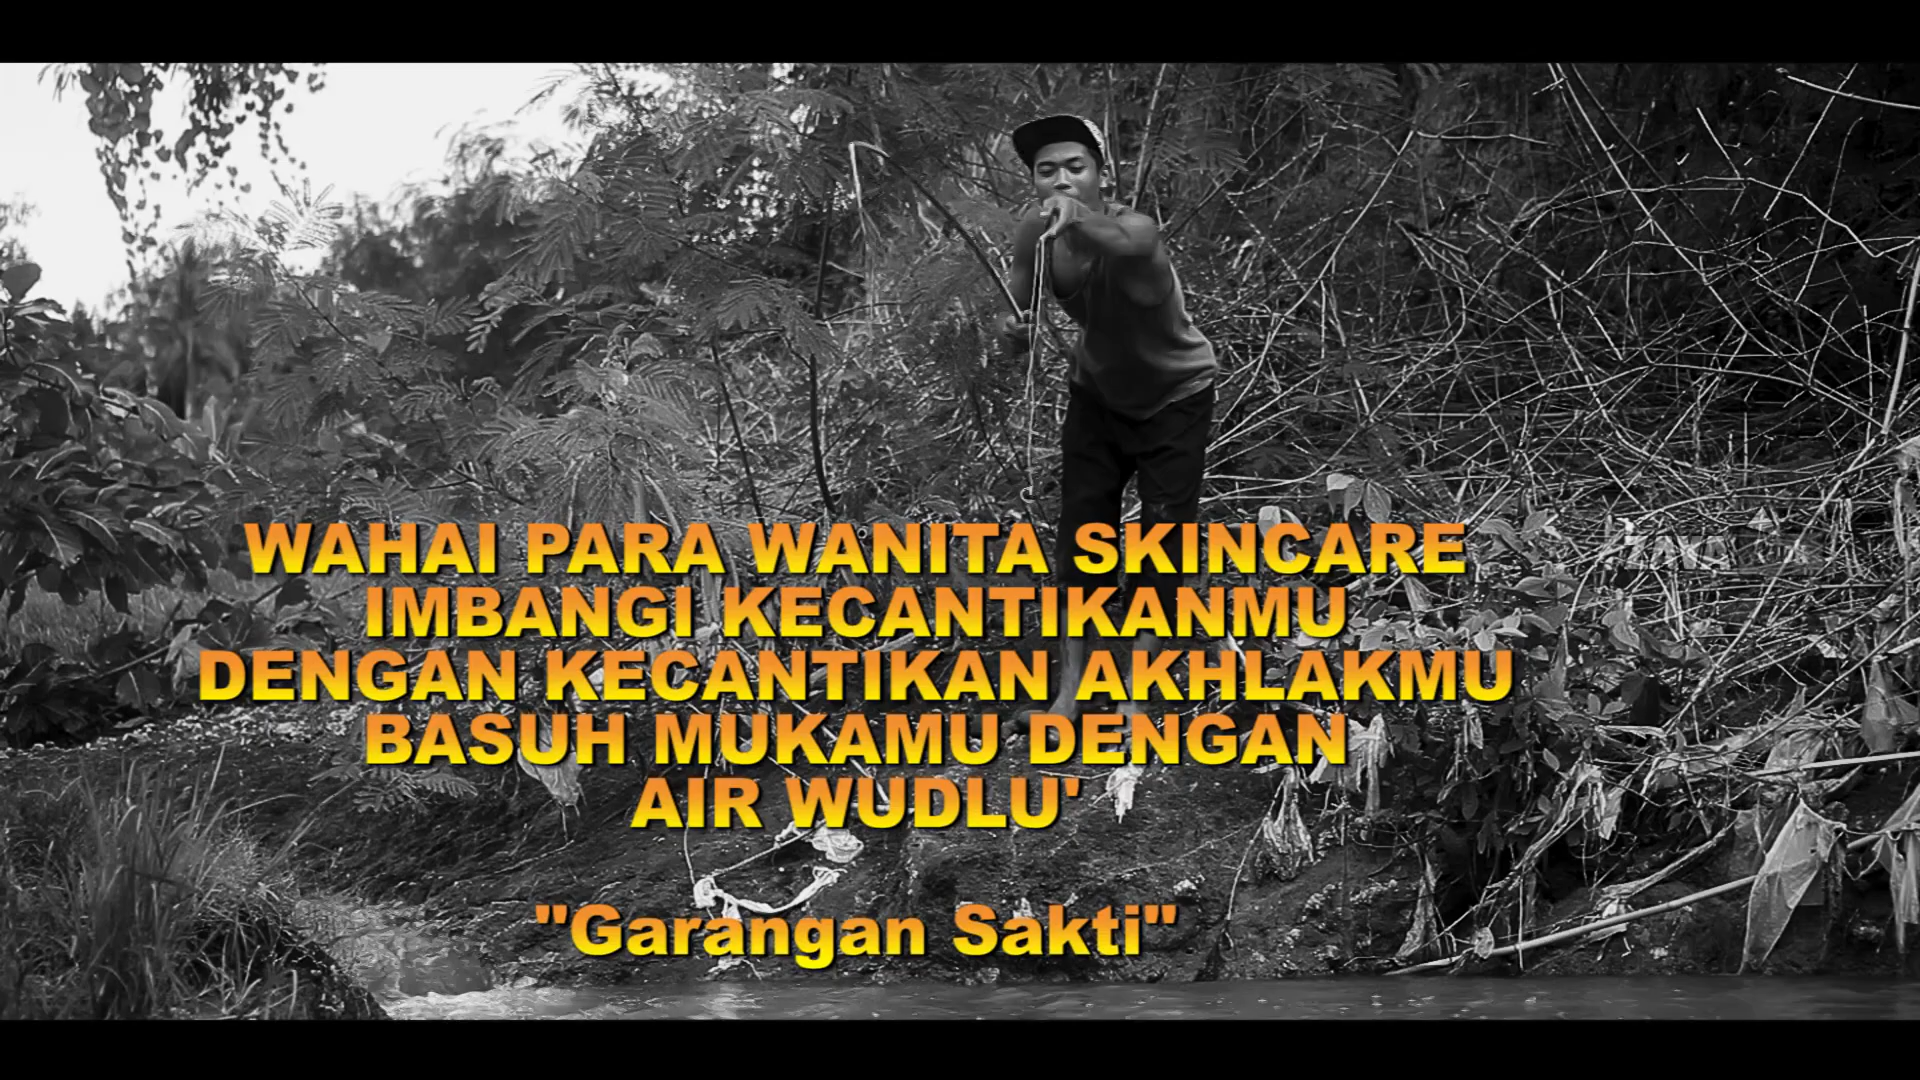 WAHAI PARA WANITA SKINCARE
IMBANGI KECANTIKANMU
DENGAN KECANTIKAN AKHLAKMU
BASUH MUKAMU DENGAN
AIR WUDLU'
"Garangan Sakti"